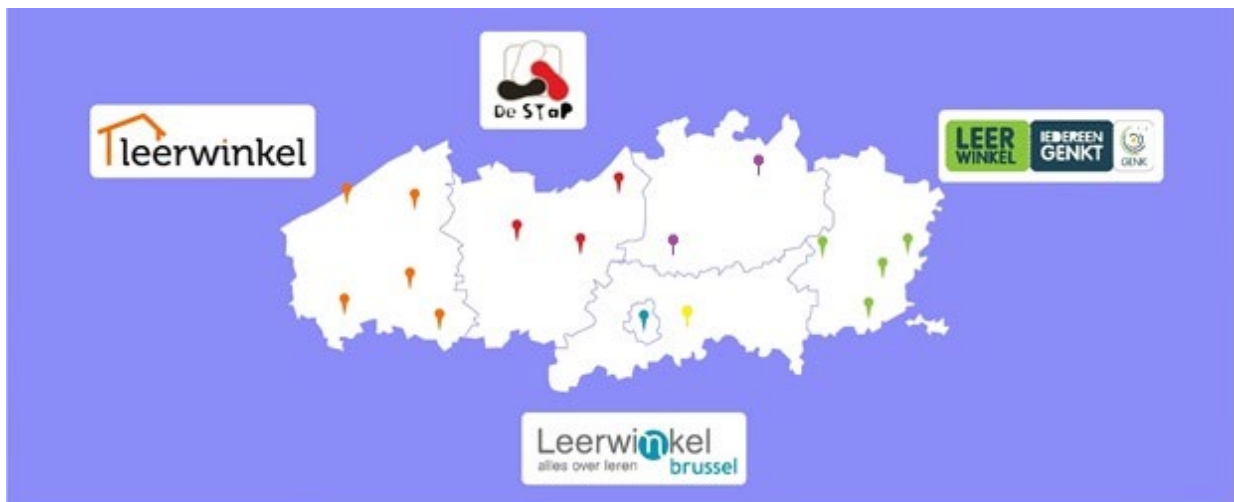 De STaP
leerwinkel
LEER
WINKEL
IEDEREEN
GENKT
GENK
Leerwinkel
alles over leren
brussel